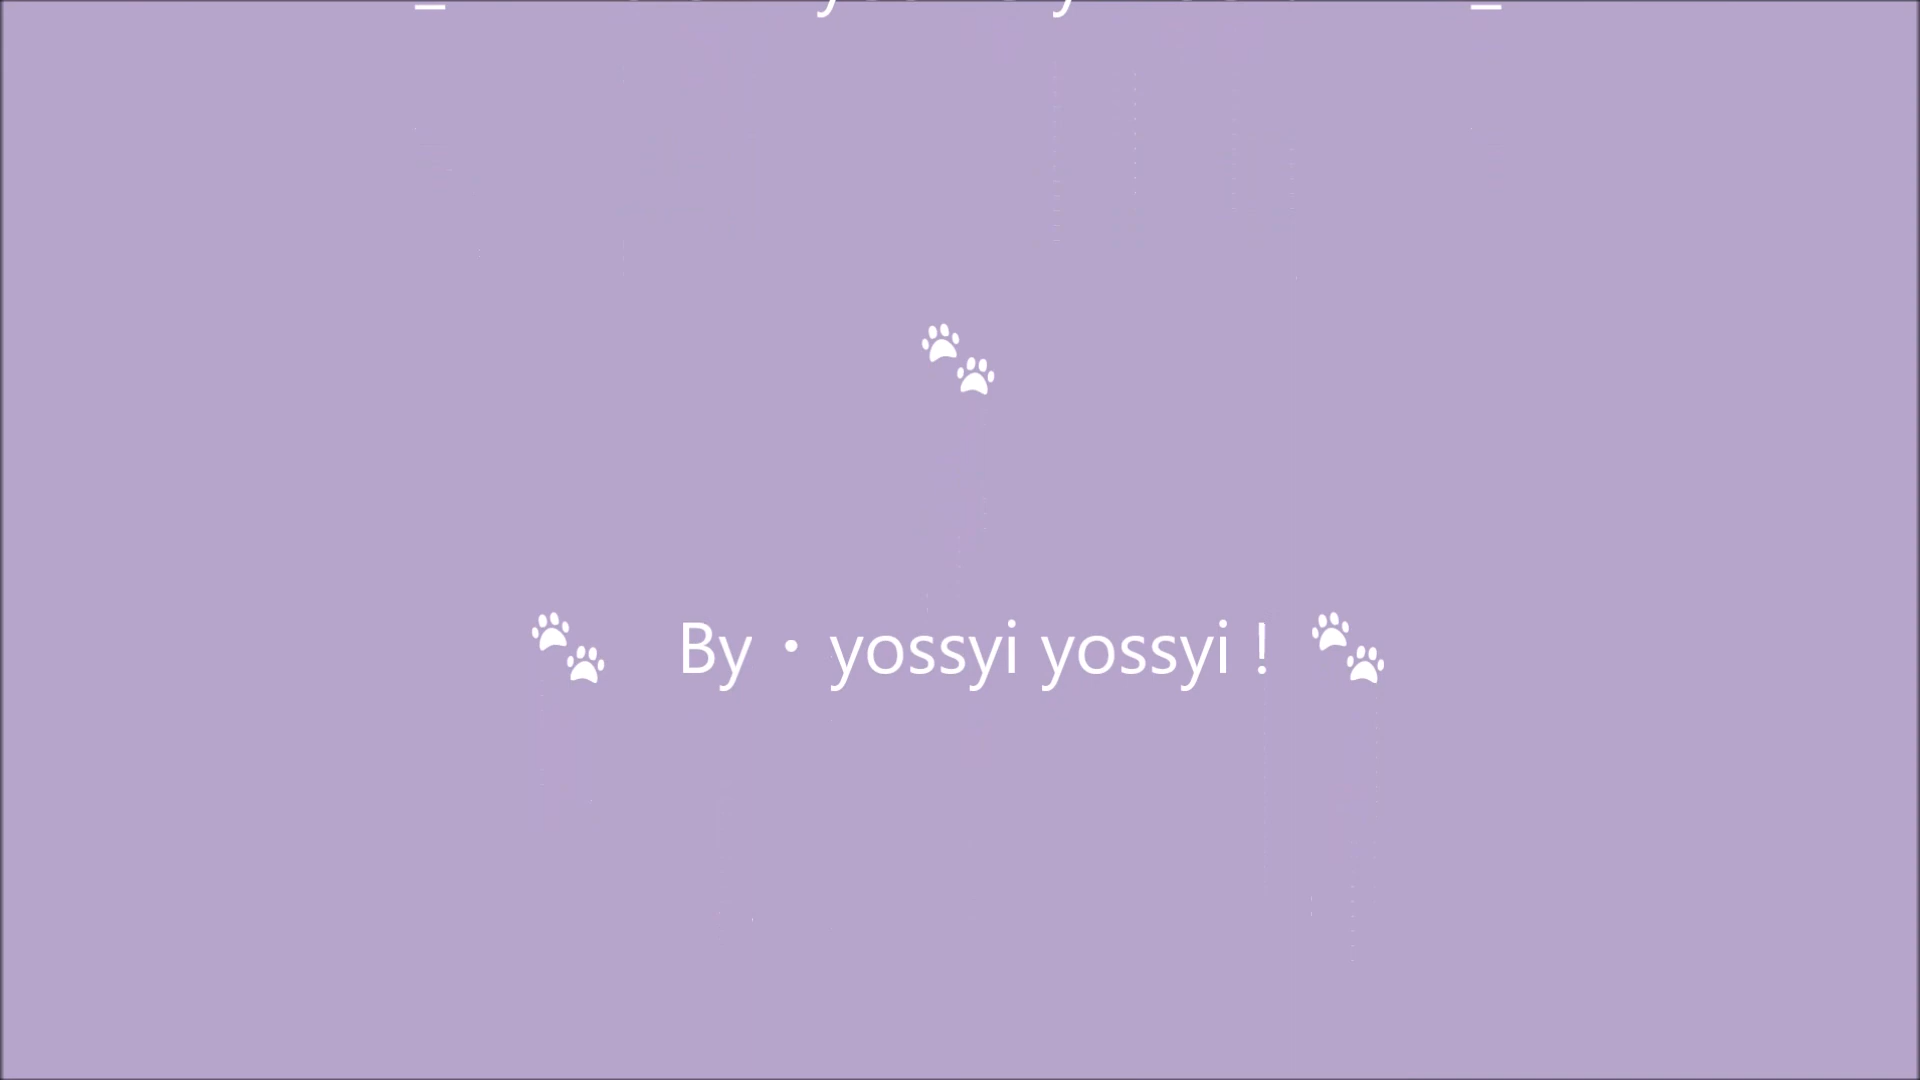 🐾
🐾 By・yossyi yossyi！ 🐾